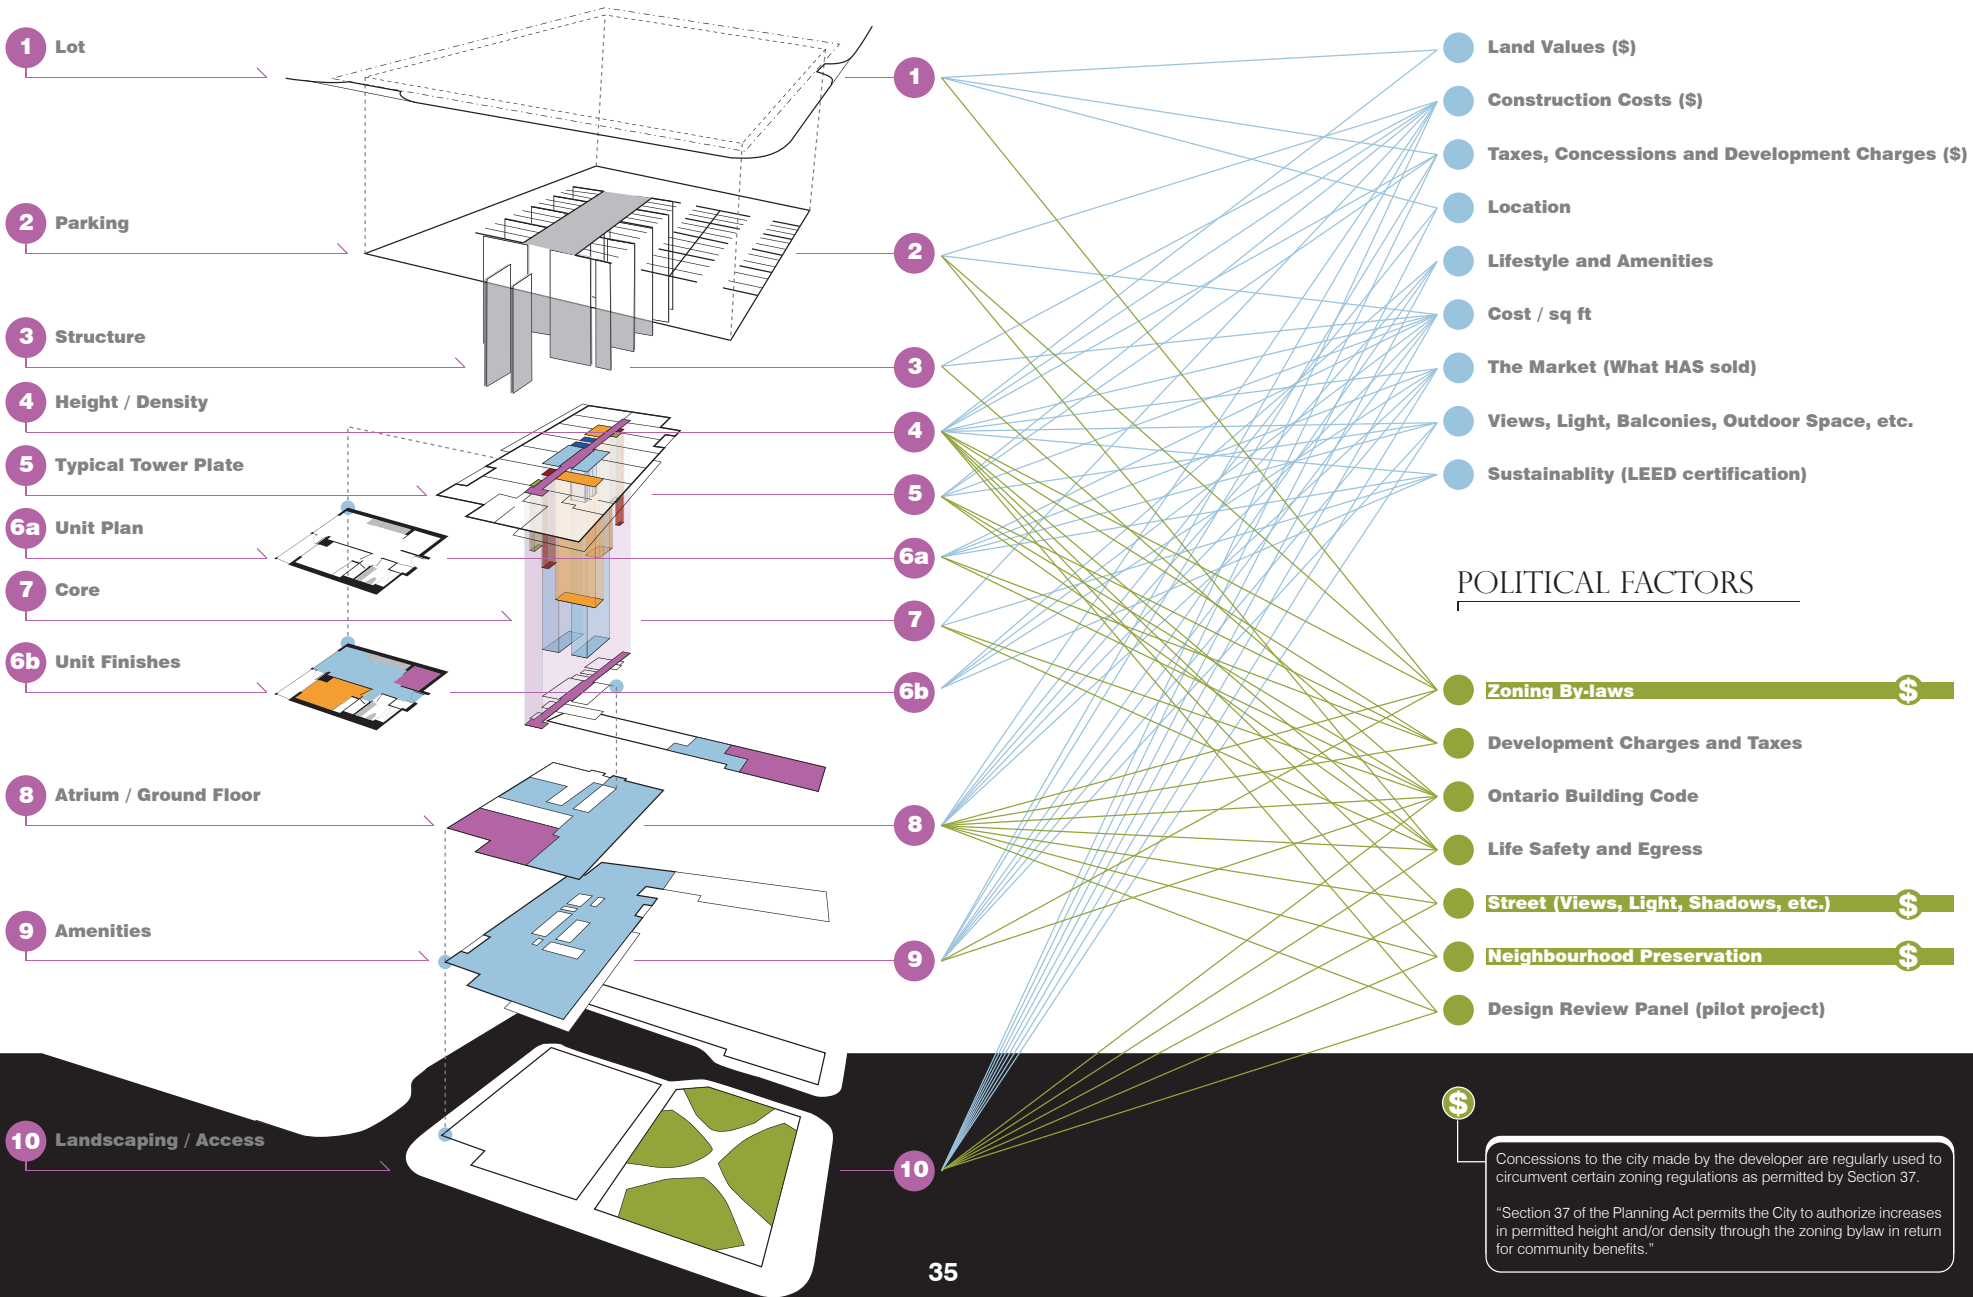 1 Lot
2 Parking
3 Structure
4 Height / Density
5 Typical Tower Plate
6a Unit Plan
7 Core
6b Unit Finishes
8 Atrium / Ground Floor
9 Amenities
10 Landscaping / Access
1
2
3
4
5
6a
7
6b
8
9
10
Land Values ($)
Construction Costs ($)
Taxes, Concessions and Development Charges ($)
Location
Lifestyle and Amenities
Cost / sq ft
The Market (What HAS sold)
Views, Light, Balconies, Outdoor Space, etc.
Sustainablity (LEED certification)
POLITICAL FACTORS
Zoning By-laws $
Development Charges and Taxes
Ontario Building Code
Life Safety and Egress
Street (Views, Light, Shadows, etc.) $
Neighbourhood Preservation $
Design Review Panel (pilot project)
$
Concessions to the city made by the developer are regularly used to
circumvent certain zoning regulations as permitted by Section 37.
“Section 37 of the Planning Act permits the City to authorize increases
in permitted height and/or density through the zoning bylaw in return
for community benefits.”
35